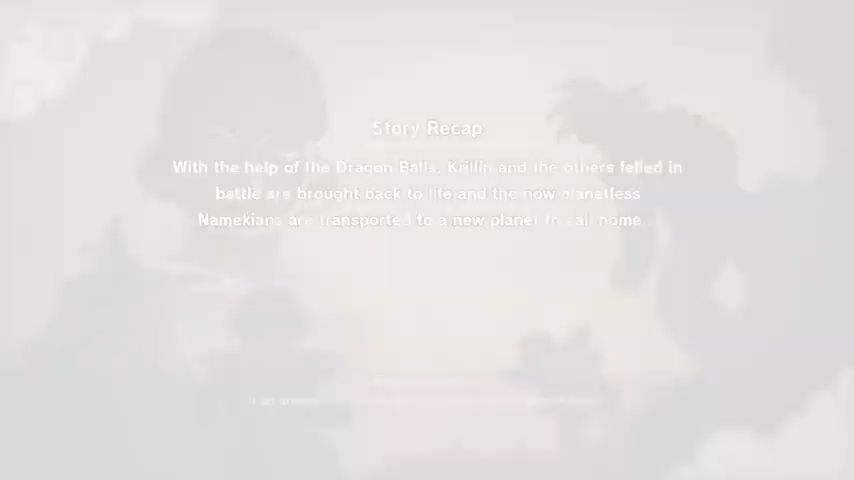 Story Recap
With the help of the Dragon Balls, Krillin and the others felled in
battle are brought back to life and the now planetless
Namekians are transported to a new planet to call home...